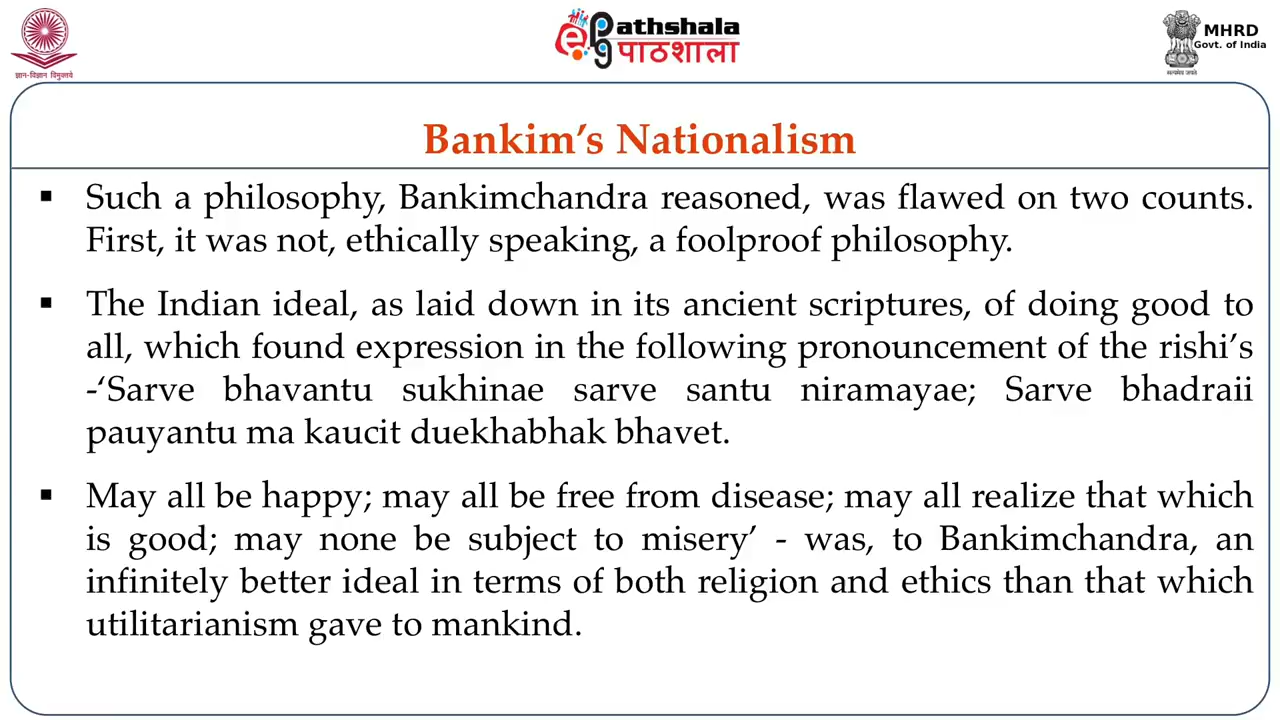 ज्ञान-विज्ञान विमुक्तये
ePathshala
पाठशाला
MHRD
Govt. of India
सत्यमेव जयते
Bankim’s Nationalism
▪ Such a philosophy, Bankimchandra reasoned, was flawed on two counts.
First, it was not, ethically speaking, a foolproof philosophy.
▪ The Indian ideal, as laid down in its ancient scriptures, of doing good to
all, which found expression in the following pronouncement of the rishi’s
-‘Sarve bhavantu sukhinae sarve santu niramayae; Sarve bhadraii
pauyantu ma kaucit duekhabhak bhavet.
▪ May all be happy; may all be free from disease; may all realize that which
is good; may none be subject to misery’ - was, to Bankimchandra, an
infinitely better ideal in terms of both religion and ethics than that which
utilitarianism gave to mankind.